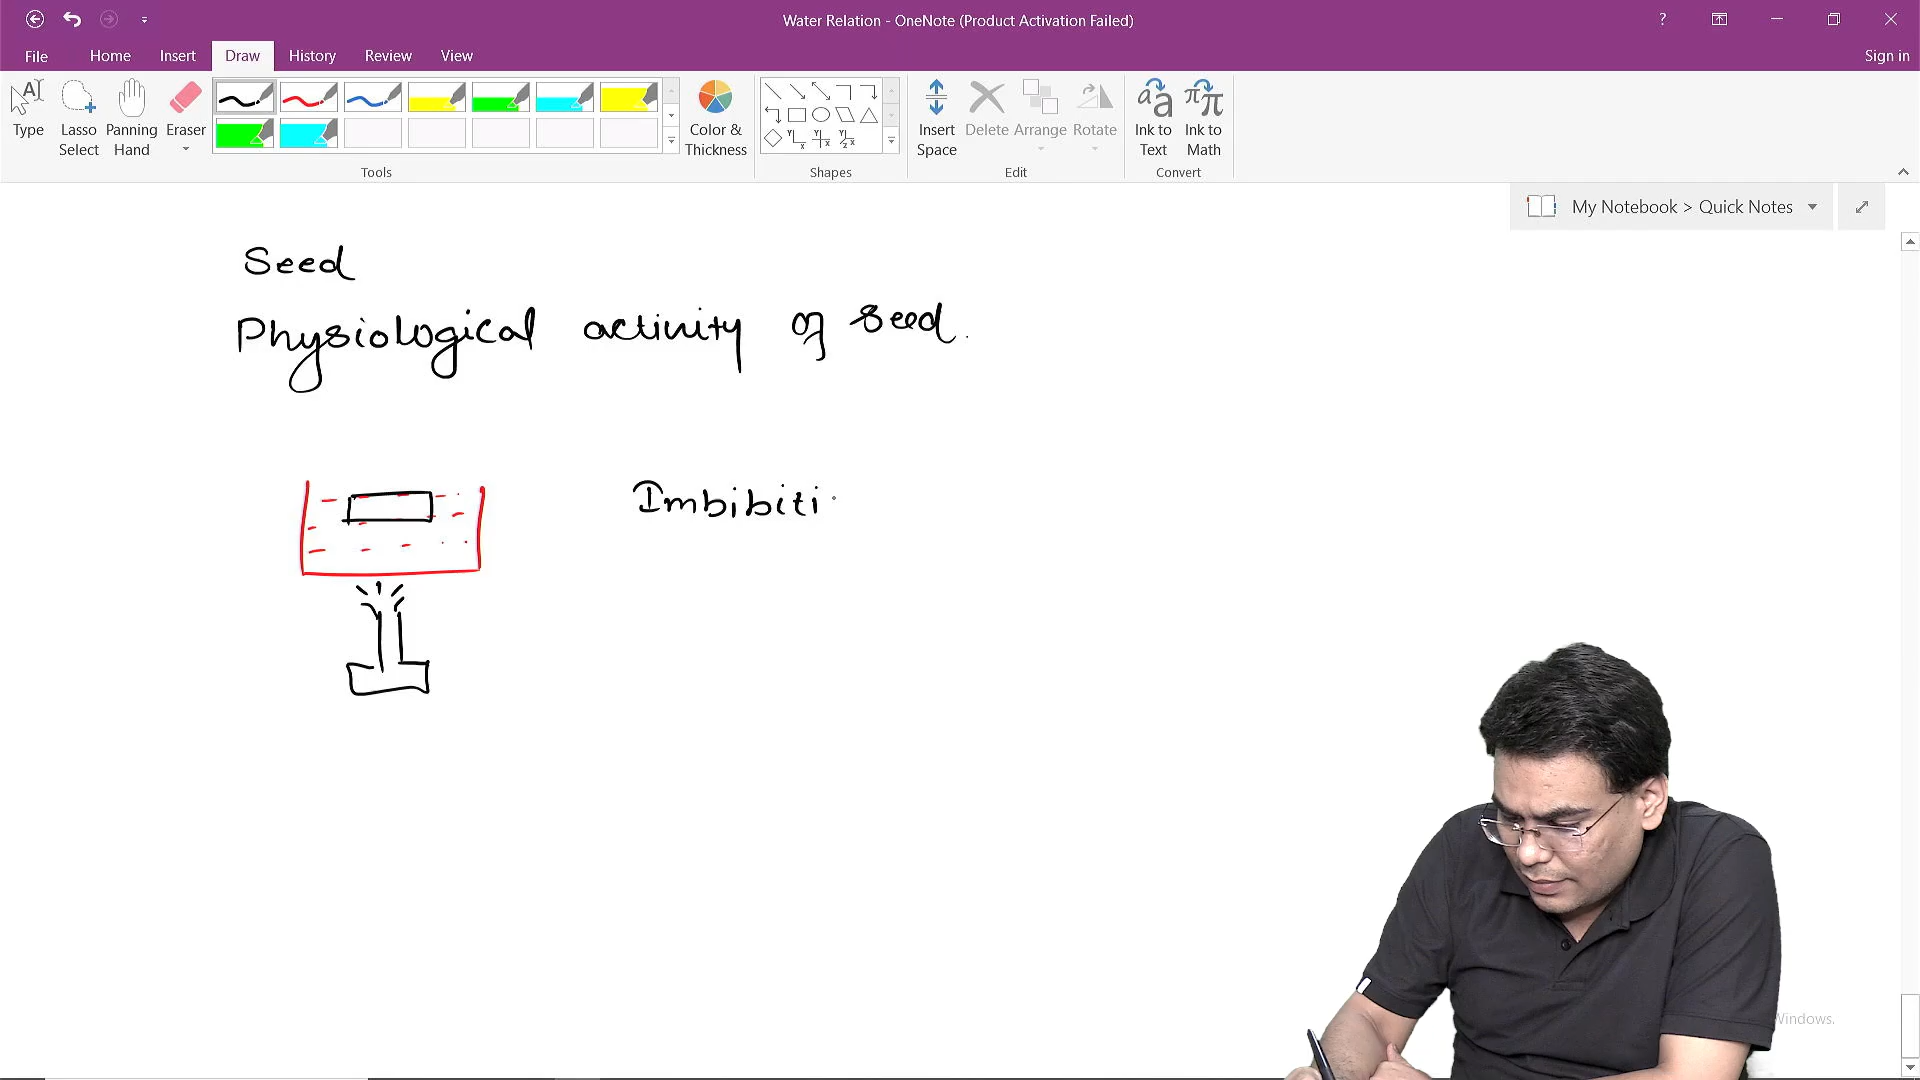 Water Relation - OneNote (Product Activation Failed)
?
File Home Insert Draw History Review View
Sign in
Type
Lasso Select
Panning Hand
Eraser
Color & Thickness
Insert Space
Delete
Arrange
Rotate
Ink to Text
Ink to Math
Tools
Shapes
Edit
Convert
My Notebook > Quick Notes
Seed
Physiological activity of seed.
Imbibiti
Windows.